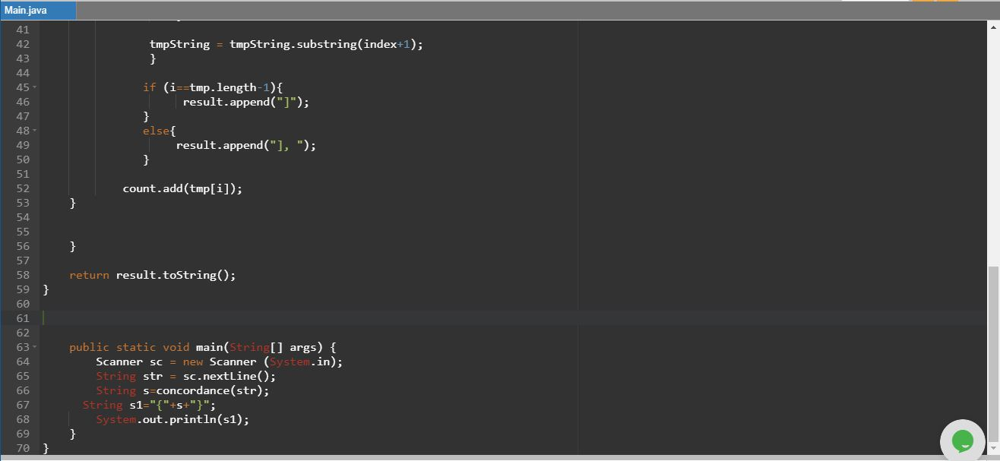 Main.java
41
42 tmpString = tmpString.substring(index+1);
43 }
44
45 if (i==tmp.length-1){
46 result.append("]");
47 }
48 else{
49 result.append("], ");
50 }
51
52 count.add(tmp[i]);
53 }
54
55
56 }
57
58 return result.toString();
59 }
60
61
62
63 public static void main(String[] args) {
64 Scanner sc = new Scanner (System.in);
65 String str = sc.nextLine();
66 String s=concordance(str);
67 String s1="{"+s+"}";
68 System.out.println(s1);
69 }
70 }